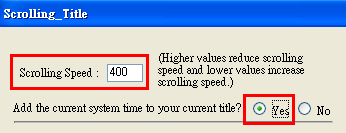 Scrolling_Title
Scrolling Speed : 400
(Higher values reduce scrolling
speed and lower values increase
scrolling speed.)
Add the current system time to your current title? Yes No